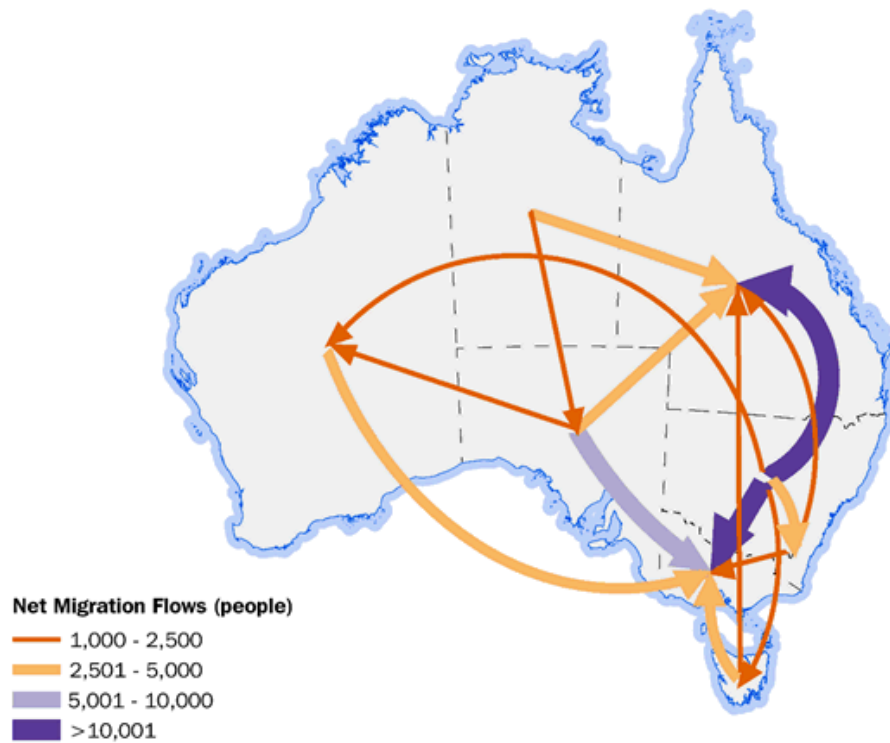 Net Migration Flows (people)
1,000 - 2,500
2,501 - 5,000
5,001 - 10,000
>10,001